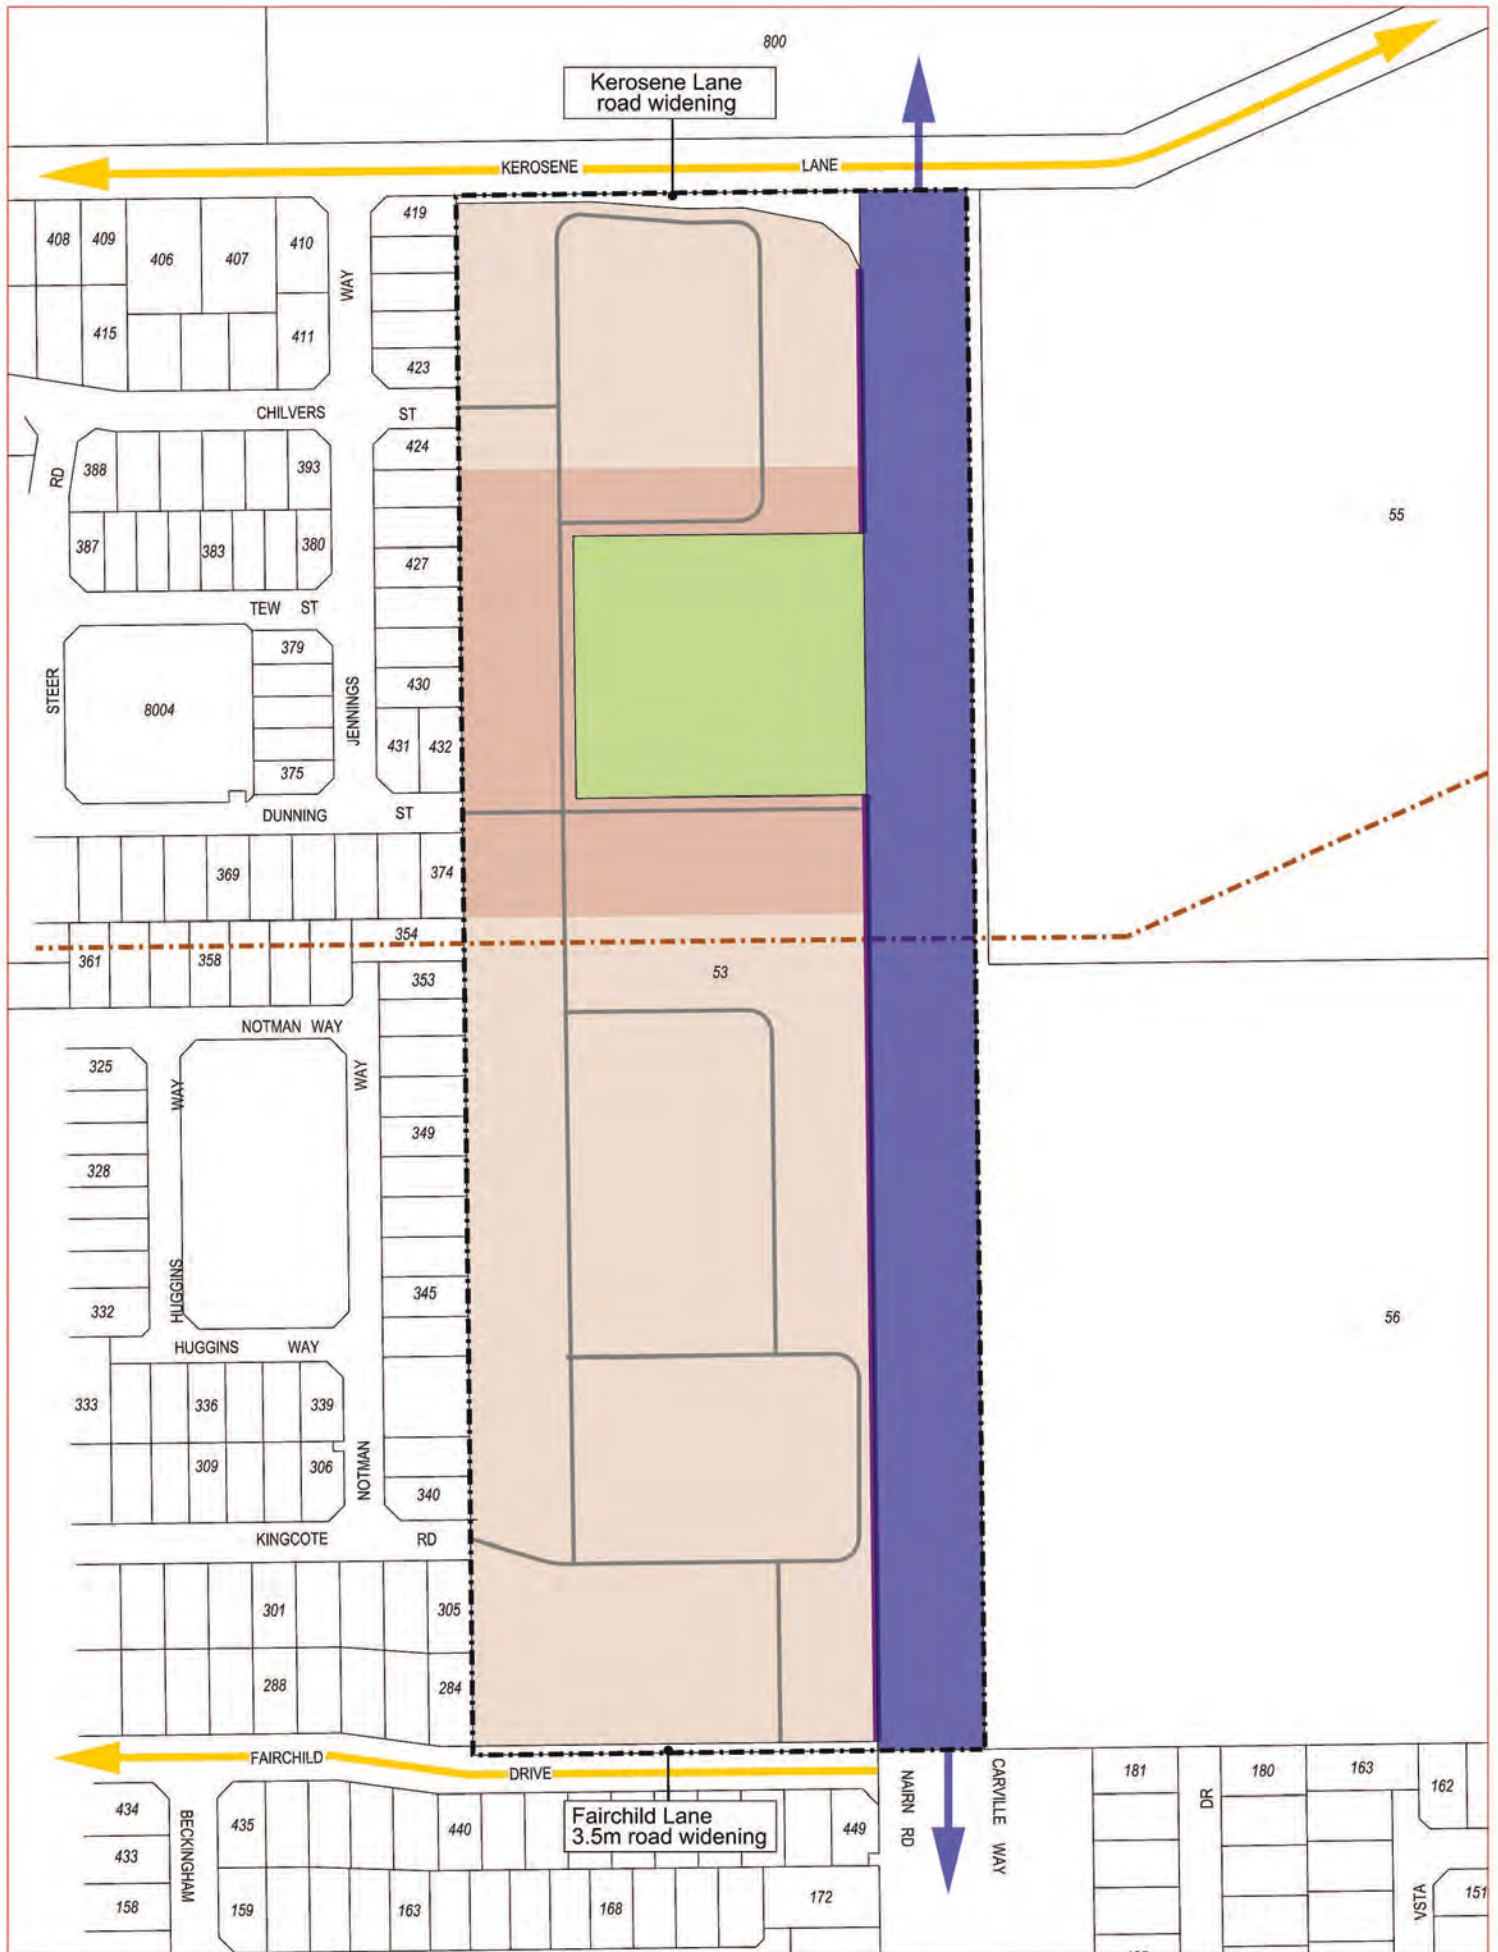 800
Kerosene Lane
road widening
KEROSENE LANE
408 409 406 407 410 419
WAY
415 411 423
CHILVERS ST
424
RD 388 393
387 383 380 427
TEW ST
379
STEER 8004 JENNINGS 430
431 432
375
DUNNING ST
369 374
354
361 358
353
53
55
NOTMAN WAY
325 WAY WAY
349
328
HUGGINS
345
332
56
HUGGINS WAY
333 336 339
309 306 NOTMAN
340
KINGCOTE RD
301 305
288 284
FAIRCHILD DRIVE
NAIRN RD
CARVILLE WAY
181 DR 180 163 162
434 435 440
Fairchild Lane
3.5m road widening
449
433 BECKINGHAM
158 159 163 168 172
VSTA 151